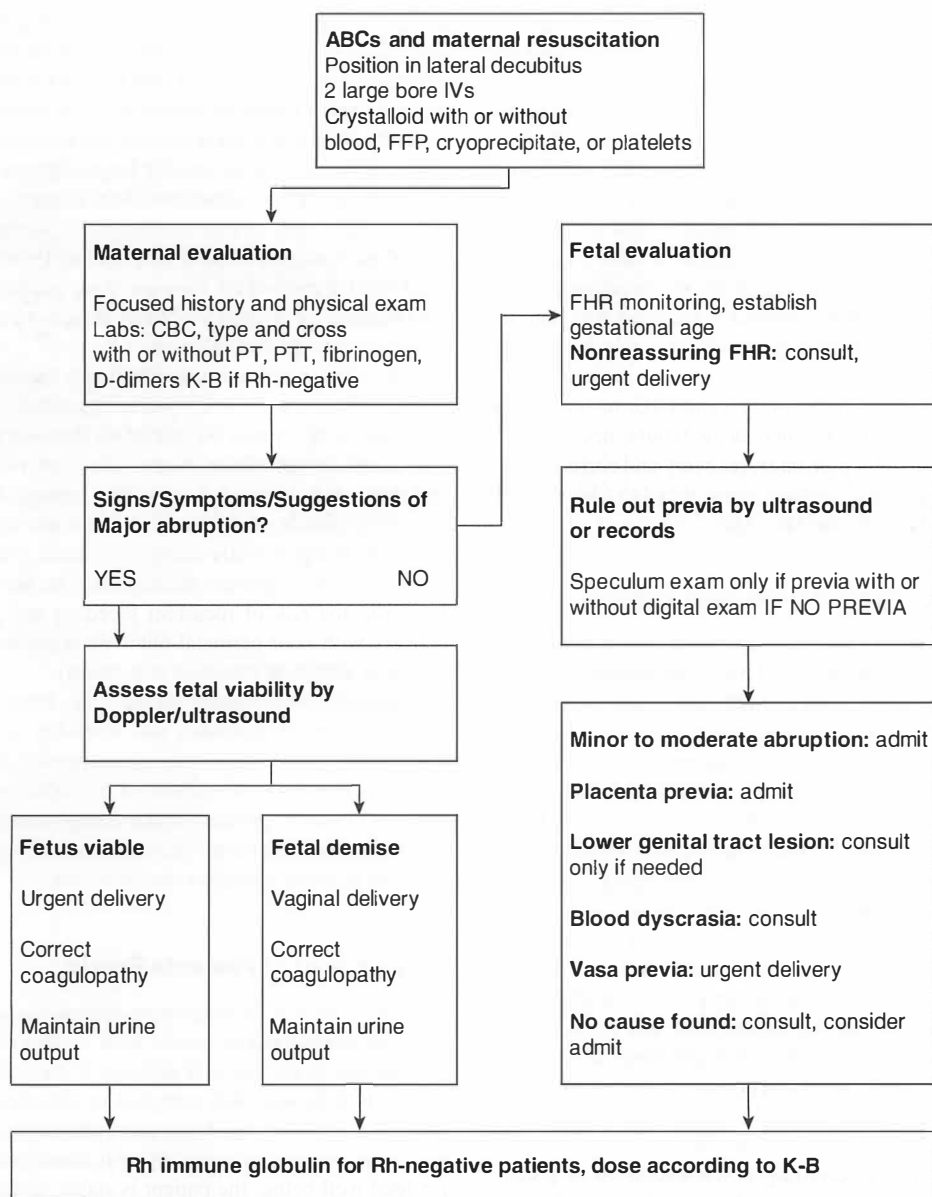 ABCs and maternal resuscitation
Position in lateral decubitus
2 large bore IVs
Crystalloid with or without
blood, FFP, cryoprecipitate, or platelets
Maternal evaluation
Focused history and physical exam
Labs: CBC, type and cross
with or without PT, PTT, fibrinogen,
D-dimers K-B if Rh-negative
Signs/Symptoms/Suggestions of
Major abruption?
YES NO
Assess fetal viability by
Doppler/ultrasound
Fetus viable
Urgent delivery
Correct
coagulopathy
Maintain urine
output
Fetal demise
Vaginal delivery
Correct
coagulopathy
Maintain urine
output
Fetal evaluation
FHR monitoring, establish
gestational age
Nonreassuring FHR: consult,
urgent delivery
Rule out previa by ultrasound
or records
Speculum exam only if previa with or
without digital exam IF NO PREVIA
Minor to moderate abruption: admit
Placenta previa: admit
Lower genital tract lesion: consult
only if needed
Blood dyscrasia: consult
Vasa previa: urgent delivery
No cause found: consult, consider
admit
Rh immune globulin for Rh-negative patients, dose according to K-B